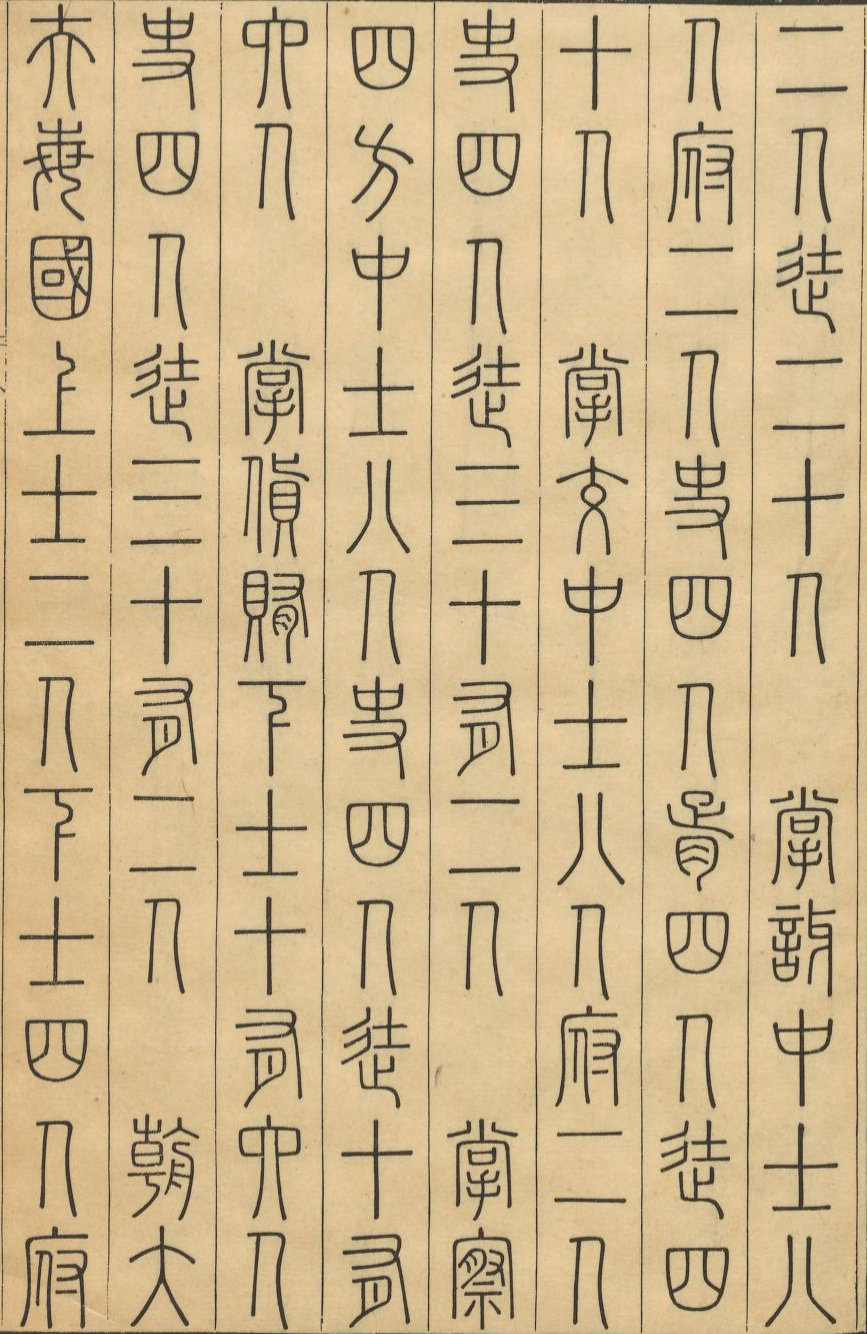 二人徒二十人　掌訝中士八
人府二人史四人胥四人徒四
十人　掌交中士八人府二人
史四人徒三十有二人　掌察
四方中士八人史四人徒十有
六人　掌貨賄下士十有六人
史四人徒三十有二人　朝大
夫每國上士二人下士四人府